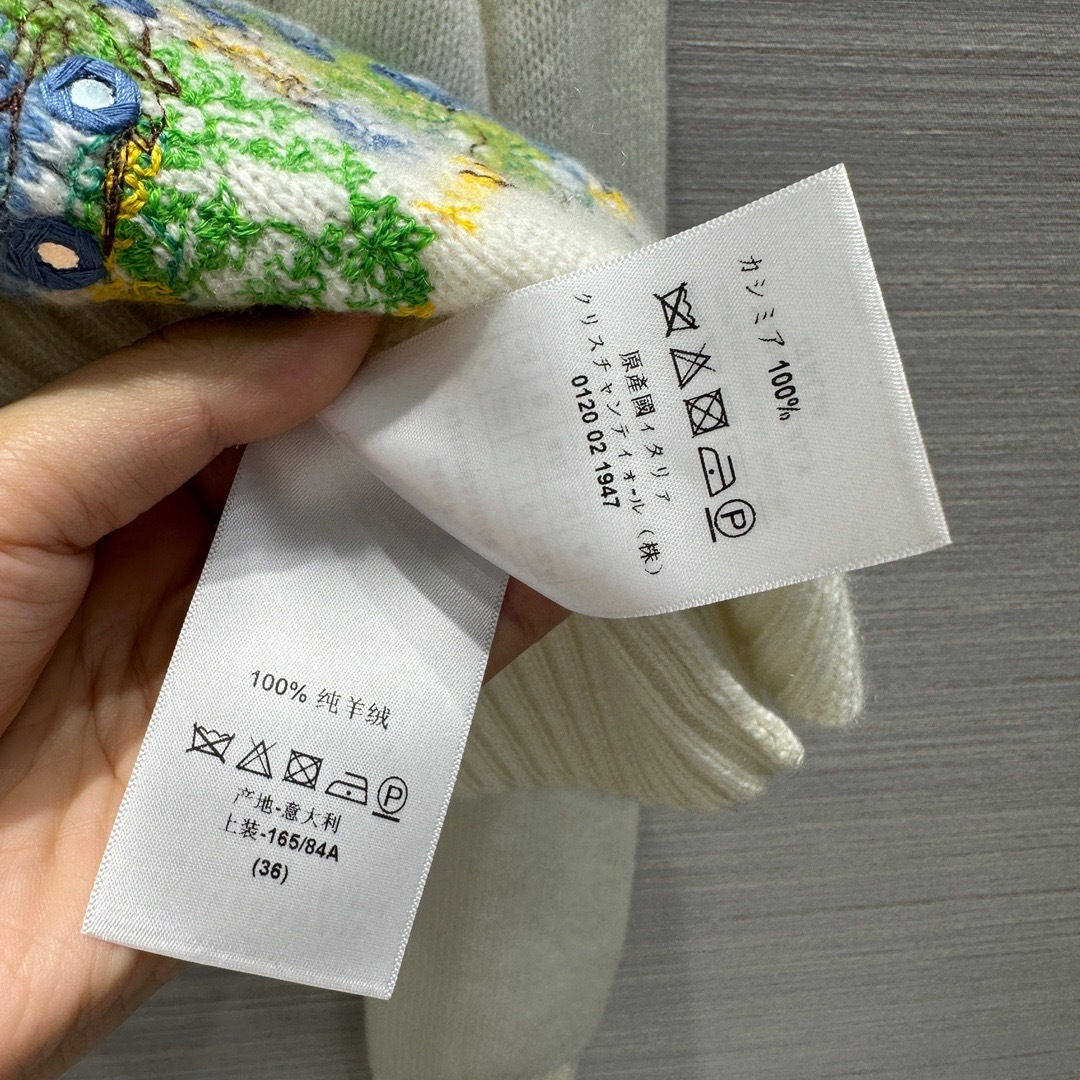 カシミア 100%
原産國イタリア
クリスチャンディオール（株）
0120 02 1947
100% 纯羊绒
产地-意大利
上装-165/84A
(36)